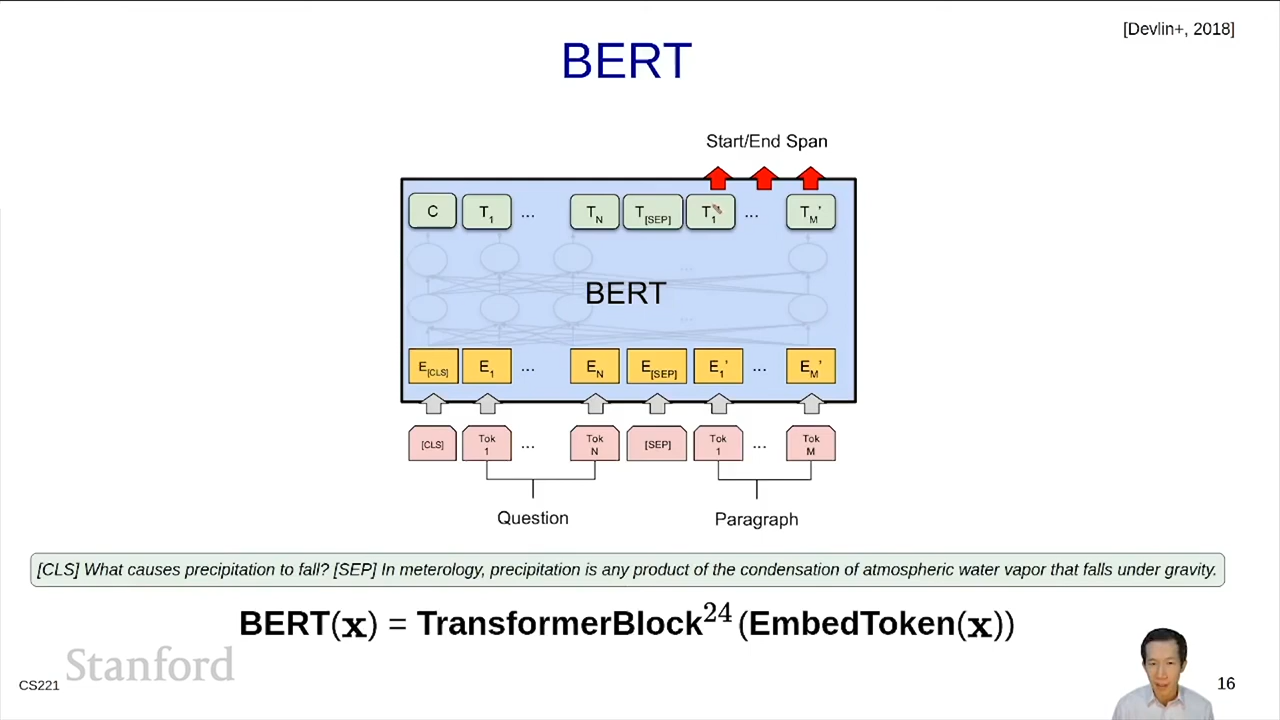 [Devlin+, 2018]
BERT
Start/End Span
C T1 ... TN T[SEP] T1' ... TM'
BERT
E[CLS] E1 ... EN E[SEP] E1' ... EM'
[CLS] Tok 1 ... Tok N [SEP] Tok 1 ... Tok M
Question Paragraph
[CLS] What causes precipitation to fall? [SEP] In meterology, precipitation is any product of the condensation of atmospheric water vapor that falls under gravity.
BERT(x) = TransformerBlock²⁴(EmbedToken(x))
Stanford
CS221 16